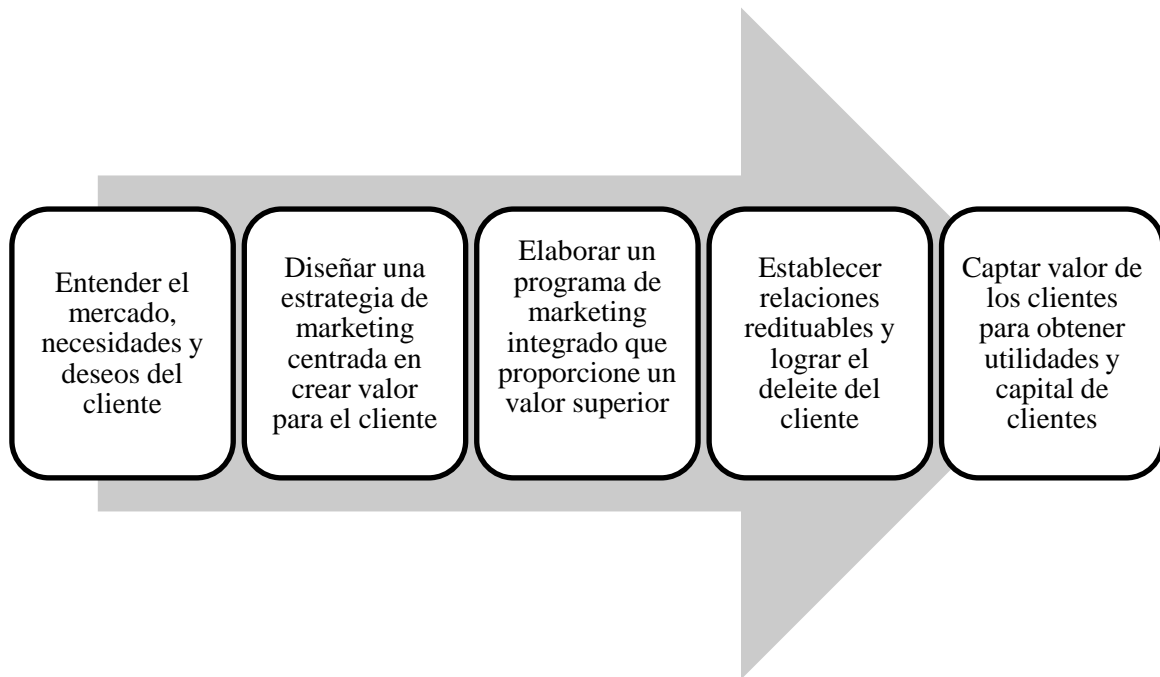 Entender el
mercado,
necesidades y
deseos del
cliente
Diseñar una
estrategia de
marketing
centrada en
crear valor
para el cliente
Elaborar un
programa de
marketing
integrado que
proporcione un
valor superior
Establecer
relaciones
redituables y
lograr el
deleite del
cliente
Captar valor de
los clientes
para obtener
utilidades y
capital de
clientes